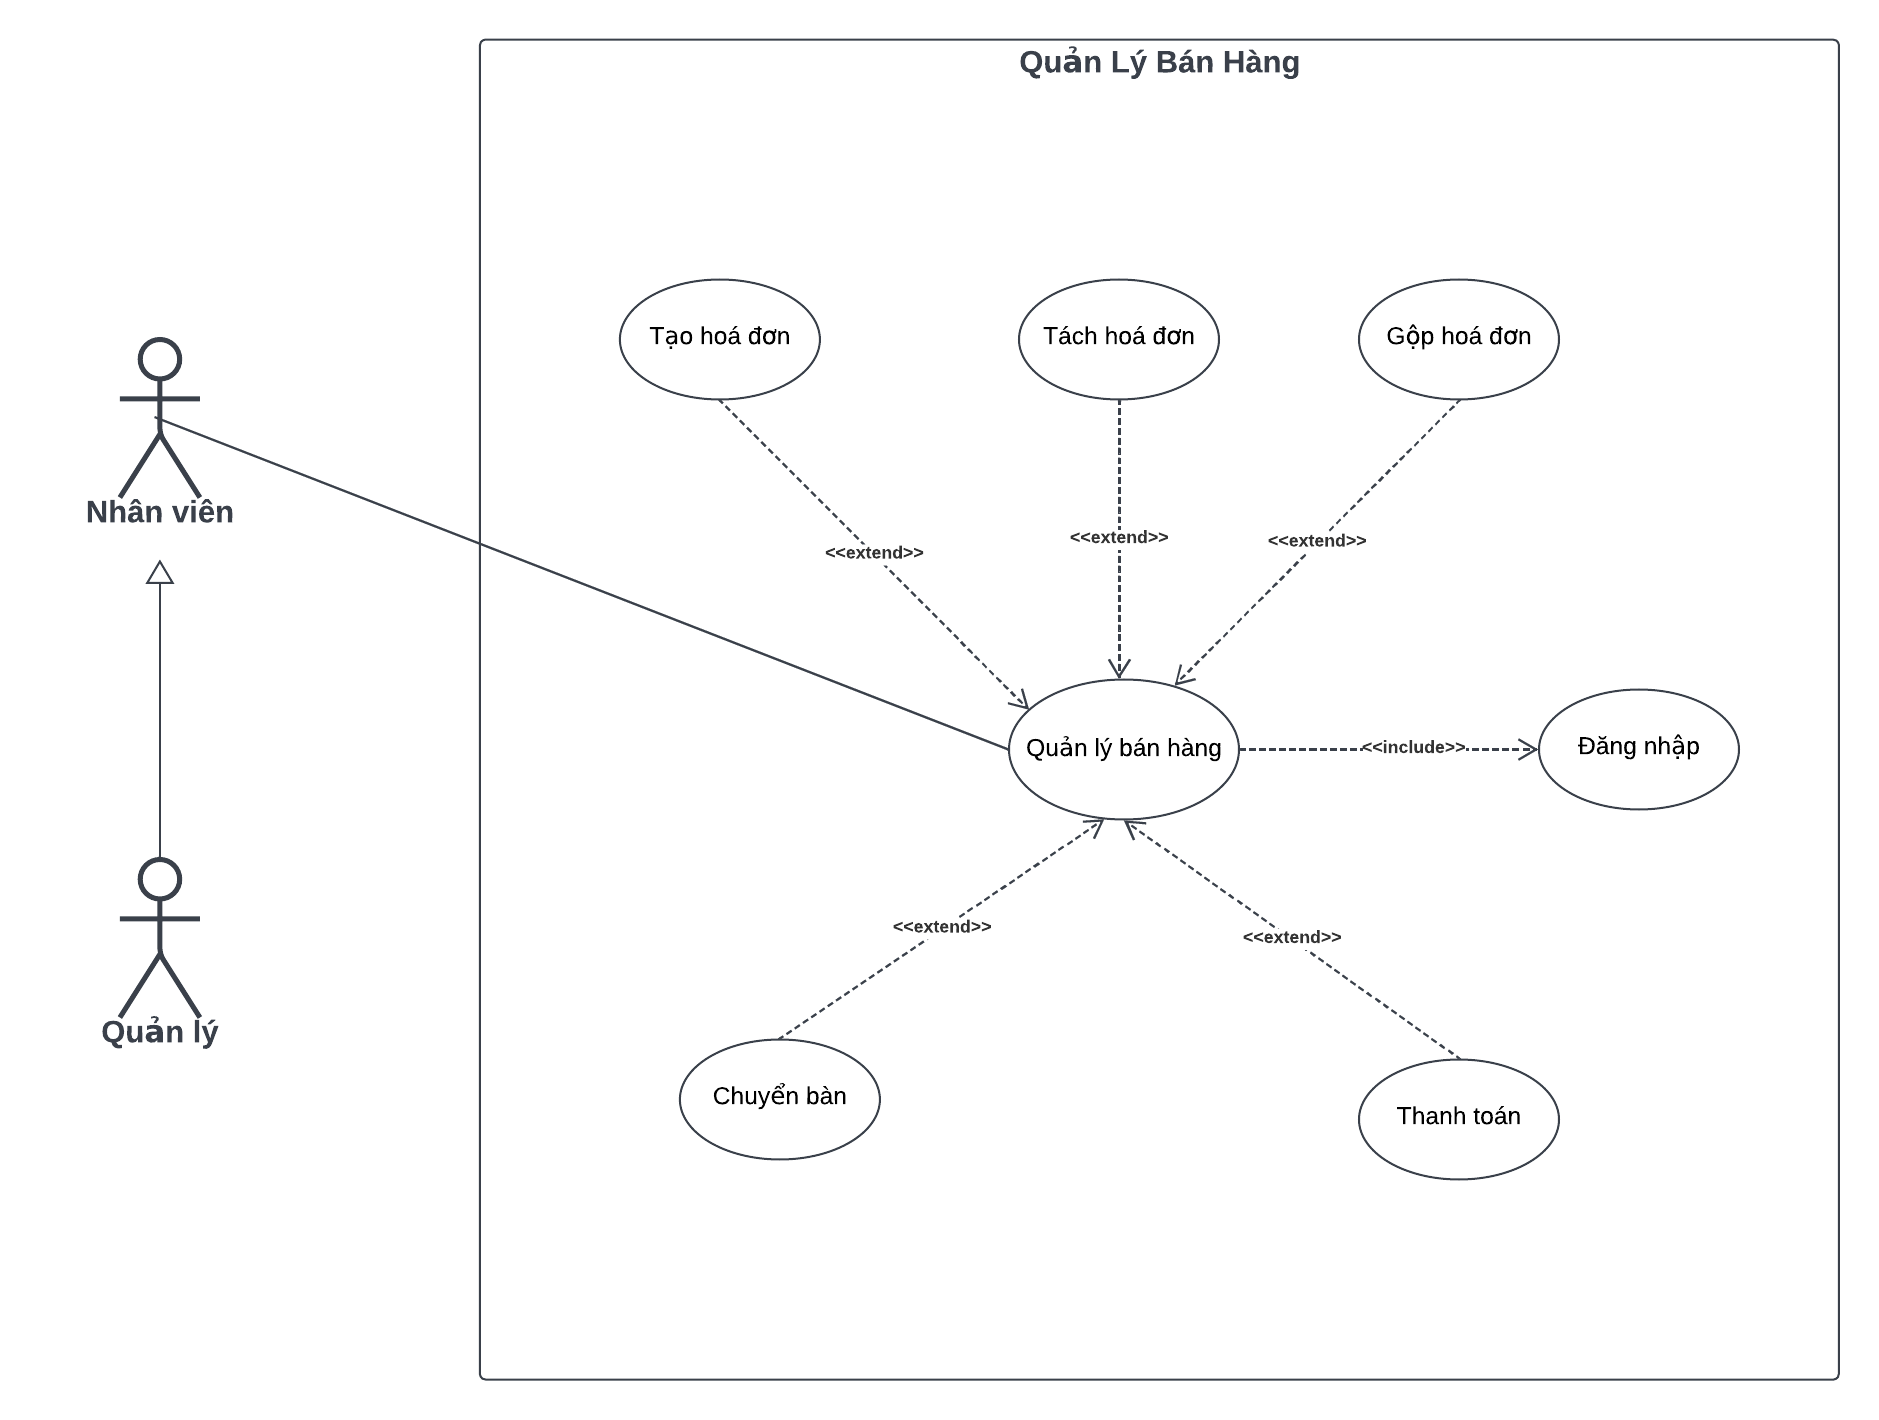 Quản Lý Bán Hàng
Tạo hoá đơn
Tách hoá đơn
Gộp hoá đơn
Nhân viên
<<extend>>
<<extend>>
<<extend>>
Quản lý bán hàng
<<include>>
Đăng nhập
<<extend>>
<<extend>>
Quản lý
Chuyển bàn
Thanh toán